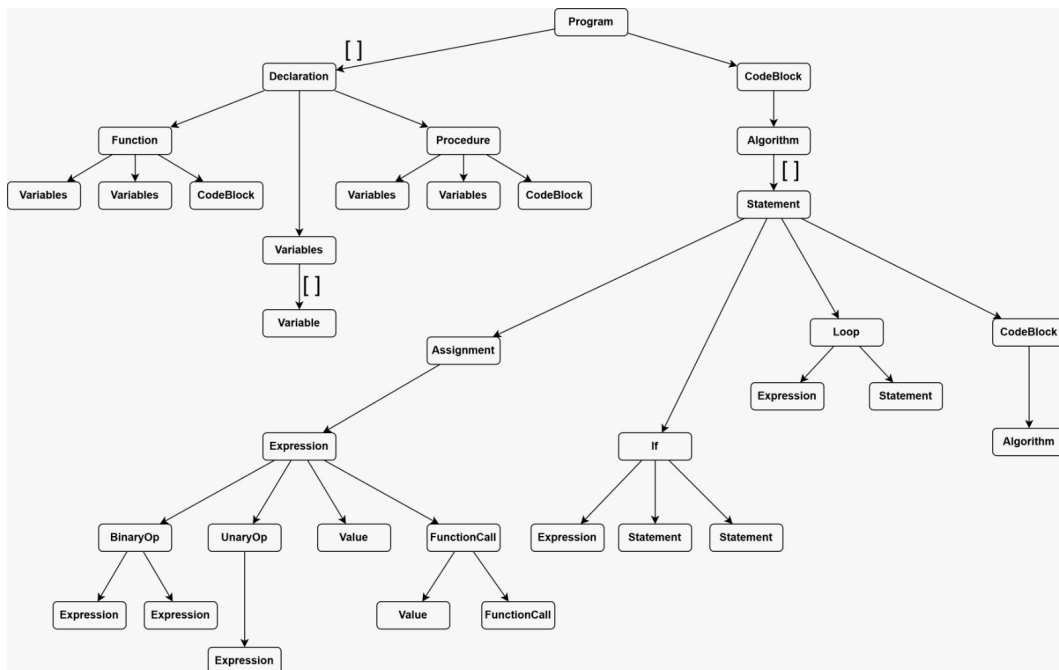 Program
[ ]
Declaration
CodeBlock
Function
Procedure
Algorithm
[ ]
Variables
Variables
CodeBlock
Variables
Variables
CodeBlock
Statement
Variables
[ ]
Variable
Loop
CodeBlock
Assignment
Expression
Statement
Expression
If
Algorithm
BinaryOp
UnaryOp
Value
FunctionCall
Expression
Statement
Statement
Expression
Expression
Value
FunctionCall
Expression